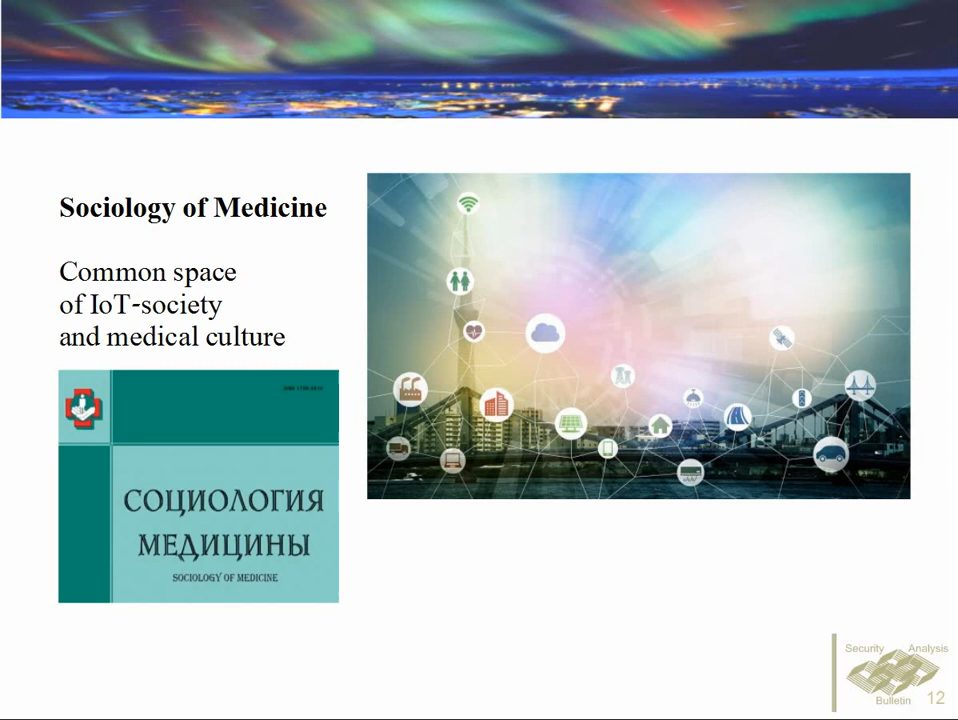 Sociology of Medicine
Common space
of IoT-society
and medical culture
СОЦИОЛОГИЯ
МЕДИЦИНЫ
SOCIOLOGY OF MEDICINE
Security Analysis
Bulletin
12